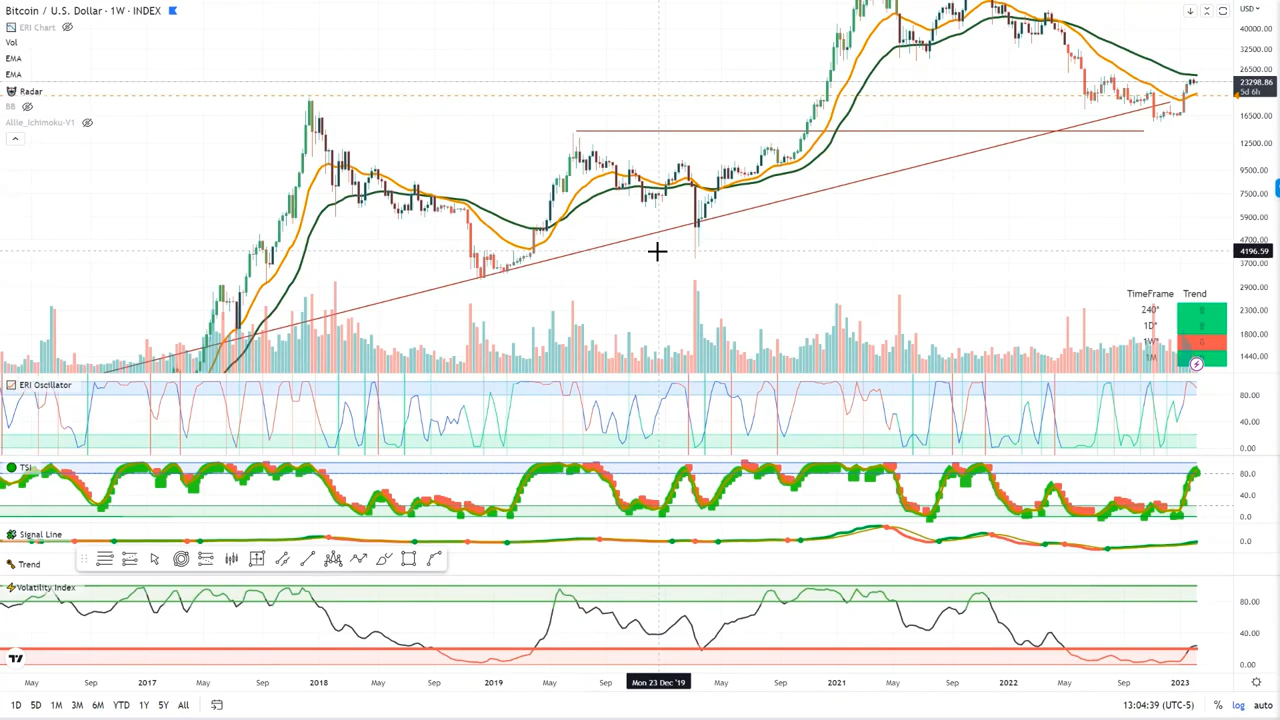 Bitcoin / U.S. Dollar · 1W · INDEX
USD
ERI Chart
Vol
EMA
EMA
Radar
BB
Allie_Ichimoku-V1
40000.00
32500.00
26500.00
23298.86
5d 6h
16500.00
12500.00
9500.00
7500.00
5900.00
4700.00
4196.59
3700.00
2900.00
2300.00
1800.00
1440.00
TimeFrame Trend
240*
1D*
1W*
1M
ERI Oscillator
80.00
40.00
0.00
TSI
80.0
40.0
0.0
Signal Line
0.0
Trend
Volatility Index
80.00
40.00
0.00
May Sep 2017 May Sep 2018 May Sep 2019 May Sep Mon 23 Dec '19 May Sep 2021 May Sep 2022 May Sep 2023
1D 5D 1M 3M 6M YTD 1Y 5Y All 13:04:39 (UTC-5) % log auto